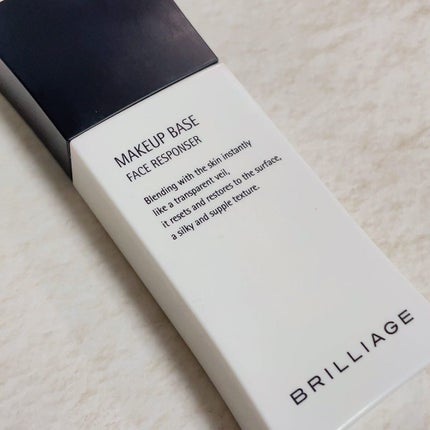 MAKEUP BASE
FACE RESPONSER
Blending with the skin instantly
like a transparent veil,
it resets and restores to the surface,
a silky and supple texture.
BRILLIAGE